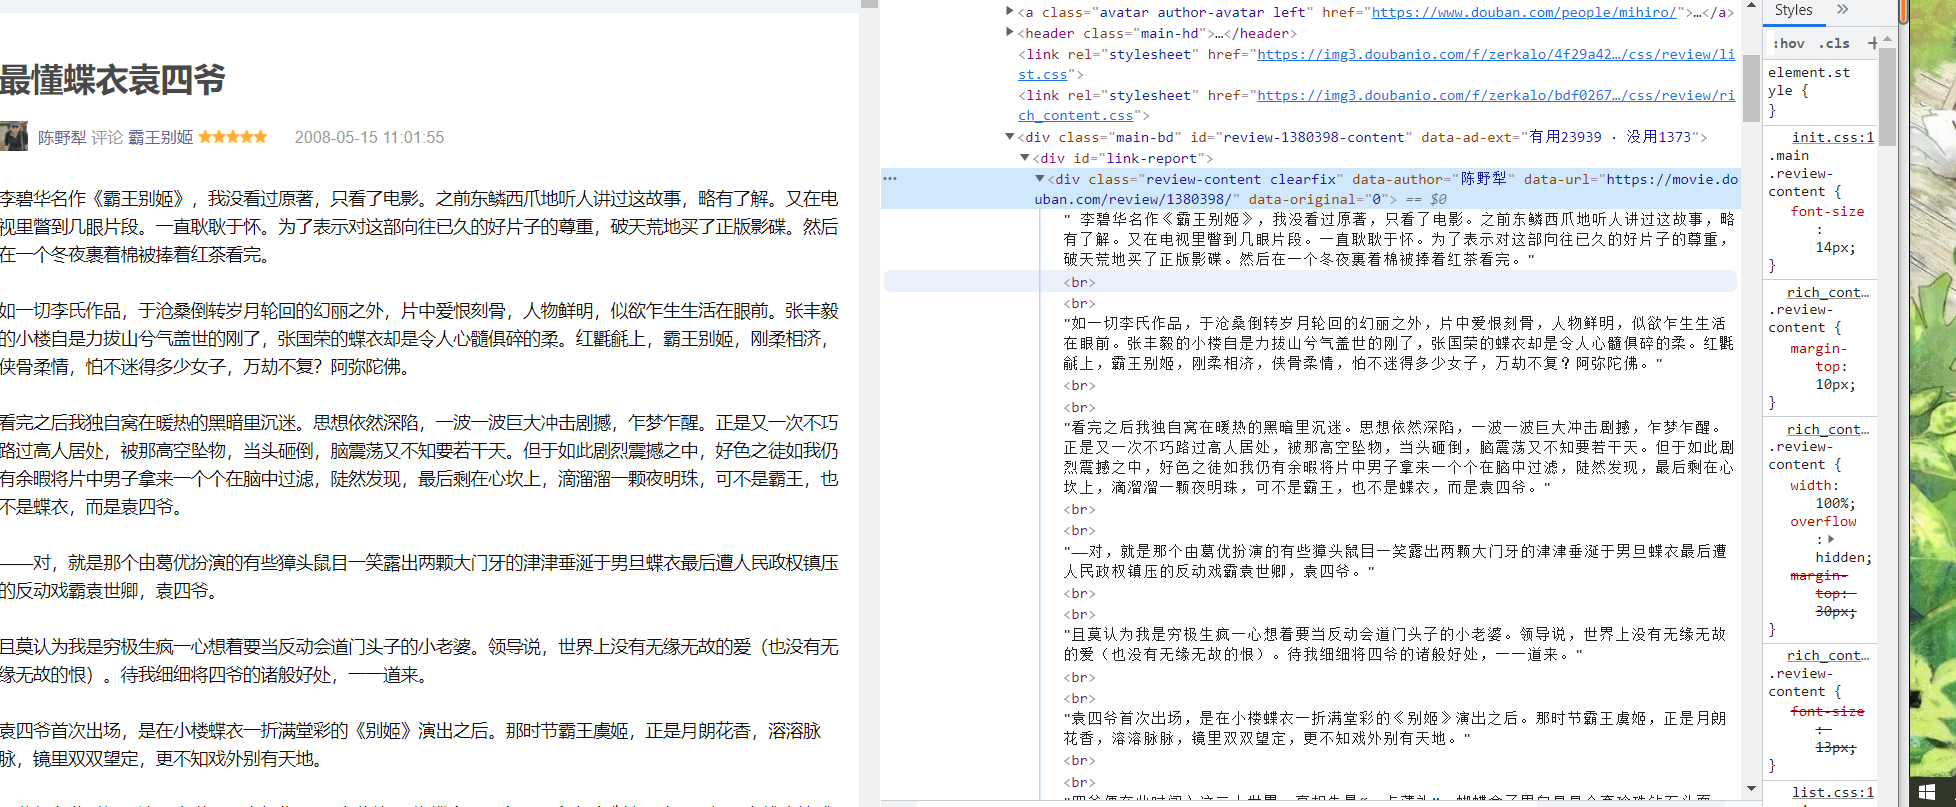 最懂蝶衣袁四爷
陈野犁 评论 霸王别姬 2008-05-15 11:01:55
李碧华名作《霸王别姬》，我没看过原著，只看了电影。之前东鳞西爪地听人讲过这故事，略有了解。又在电
视里瞥到几眼片段。一直耿耿于怀。为了表示对这部向往已久的好片子的尊重，破天荒地买了正版影碟。然后
在一个冬夜裹着棉被捧着红茶看完。
如一切李氏作品，于沧桑倒转岁月轮回的幻丽之外，片中爱恨刻骨，人物鲜明，似欲乍生生活在眼前。张丰毅
的小楼自是力拔山兮气盖世的刚了，张国荣的蝶衣却是令人心髓俱碎的柔。红氍毹上，霸王别姬，刚柔相济，
侠骨柔情，怕不迷得多少女子，万劫不复？阿弥陀佛。
看完之后我独自窝在暖热的黑暗里沉迷。思想依然深陷，一波一波巨大冲击剧撼，乍梦乍醒。正是又一次不巧
路过高人居处，被那高空坠物，当头砸倒，脑震荡又不知要若干天。但于如此剧烈震撼之中，好色之徒如我仍
有余暇将片中男子拿来一个个在脑中过滤，陡然发现，最后剩在心坎上，滴溜溜一颗夜明珠，可不是霸王，也
不是蝶衣，而是袁四爷。
——对，就是那个由葛优扮演的有些獐头鼠目一笑露出两颗大门牙的津津垂涎于男旦蝶衣最后遭人民政权镇压
的反动戏霸袁世卿，袁四爷。
且莫认为我是穷极生疯一心想着要当反动会道门头子的小老婆。领导说，世界上没有无缘无故的爱（也没有无
缘无故的恨）。待我细细将四爷的诸般好处，一一道来。
袁四爷首次出场，是在小楼蝶衣一折满堂彩的《别姬》演出之后。那时节霸王虞姬，正是月朗花香，溶溶脉
脉，镜里双双望定，更不知戏外别有天地。
<a class="avatar author-avatar left" href="https://www.douban.com/people/mihiro/">…</a>
<header class="main-hd">…</header>
<link rel="stylesheet" href="https://img3.doubanio.com/f/zerkalo/4f29a42…/css/review/li
st.css">
<link rel="stylesheet" href="https://img3.doubanio.com/f/zerkalo/bdf0267…/css/review/ri
ch_content.css">
<div class="main-bd" id="review-1380398-content" data-ad-ext="有用23939 · 没用1373">
<div id="link-report">
<div class="review-content clearfix" data-author="陈野犁" data-url="https://movie.do
uban.com/review/1380398/" data-original="0"> == $0
" 李碧华名作《霸王别姬》，我没看过原著，只看了电影。之前东鳞西爪地听人讲过这故事，略
有了解。又在电视里瞥到几眼片段。一直耿耿于怀。为了表示对这部向往已久的好片子的尊重，
破天荒地买了正版影碟。然后在一个冬夜裹着棉被捧着红茶看完。"
<br>
<br>
"如一切李氏作品，于沧桑倒转岁月轮回的幻丽之外，片中爱恨刻骨，人物鲜明，似欲乍生生活
在眼前。张丰毅的小楼自是力拔山兮气盖世的刚了，张国荣的蝶衣却是令人心髓俱碎的柔。红氍
毹上，霸王别姬，刚柔相济，侠骨柔情，怕不迷得多少女子，万劫不复？阿弥陀佛。"
<br>
<br>
"看完之后我独自窝在暖热的黑暗里沉迷。思想依然深陷，一波一波巨大冲击剧撼，乍梦乍醒。
正是又一次不巧路过高人居处，被那高空坠物，当头砸倒，脑震荡又不知要若干天。但于如此剧
烈震撼之中，好色之徒如我仍有余暇将片中男子拿来一个个在脑中过滤，陡然发现，最后剩在心
坎上，滴溜溜一颗夜明珠，可不是霸王，也不是蝶衣，而是袁四爷。"
<br>
<br>
"——对，就是那个由葛优扮演的有些獐头鼠目一笑露出两颗大门牙的津津垂涎于男旦蝶衣最后遭
人民政权镇压的反动戏霸袁世卿，袁四爷。"
<br>
<br>
"且莫认为我是穷极生疯一心想着要当反动会道门头子的小老婆。领导说，世界上没有无缘无故
的爱（也没有无缘无故的恨）。待我细细将四爷的诸般好处，一一道来。"
<br>
<br>
"袁四爷首次出场，是在小楼蝶衣一折满堂彩的《别姬》演出之后。那时节霸王虞姬，正是月朗
花香，溶溶脉脉，镜里双双望定，更不知戏外别有天地。"
<br>
<br>
Styles
:hov .cls +
element.st
yle {
}
init.css:1
.main
.review-
content {
font-size
:
14px;
}
rich_cont…
.review-
content {
margin-
top:
10px;
}
rich_cont…
.review-
content {
width:
100%;
overflow
:
hidden;
margin-
top:
30px;
}
rich_cont…
.review-
content {
font-size
:
13px;
}
list.css:1